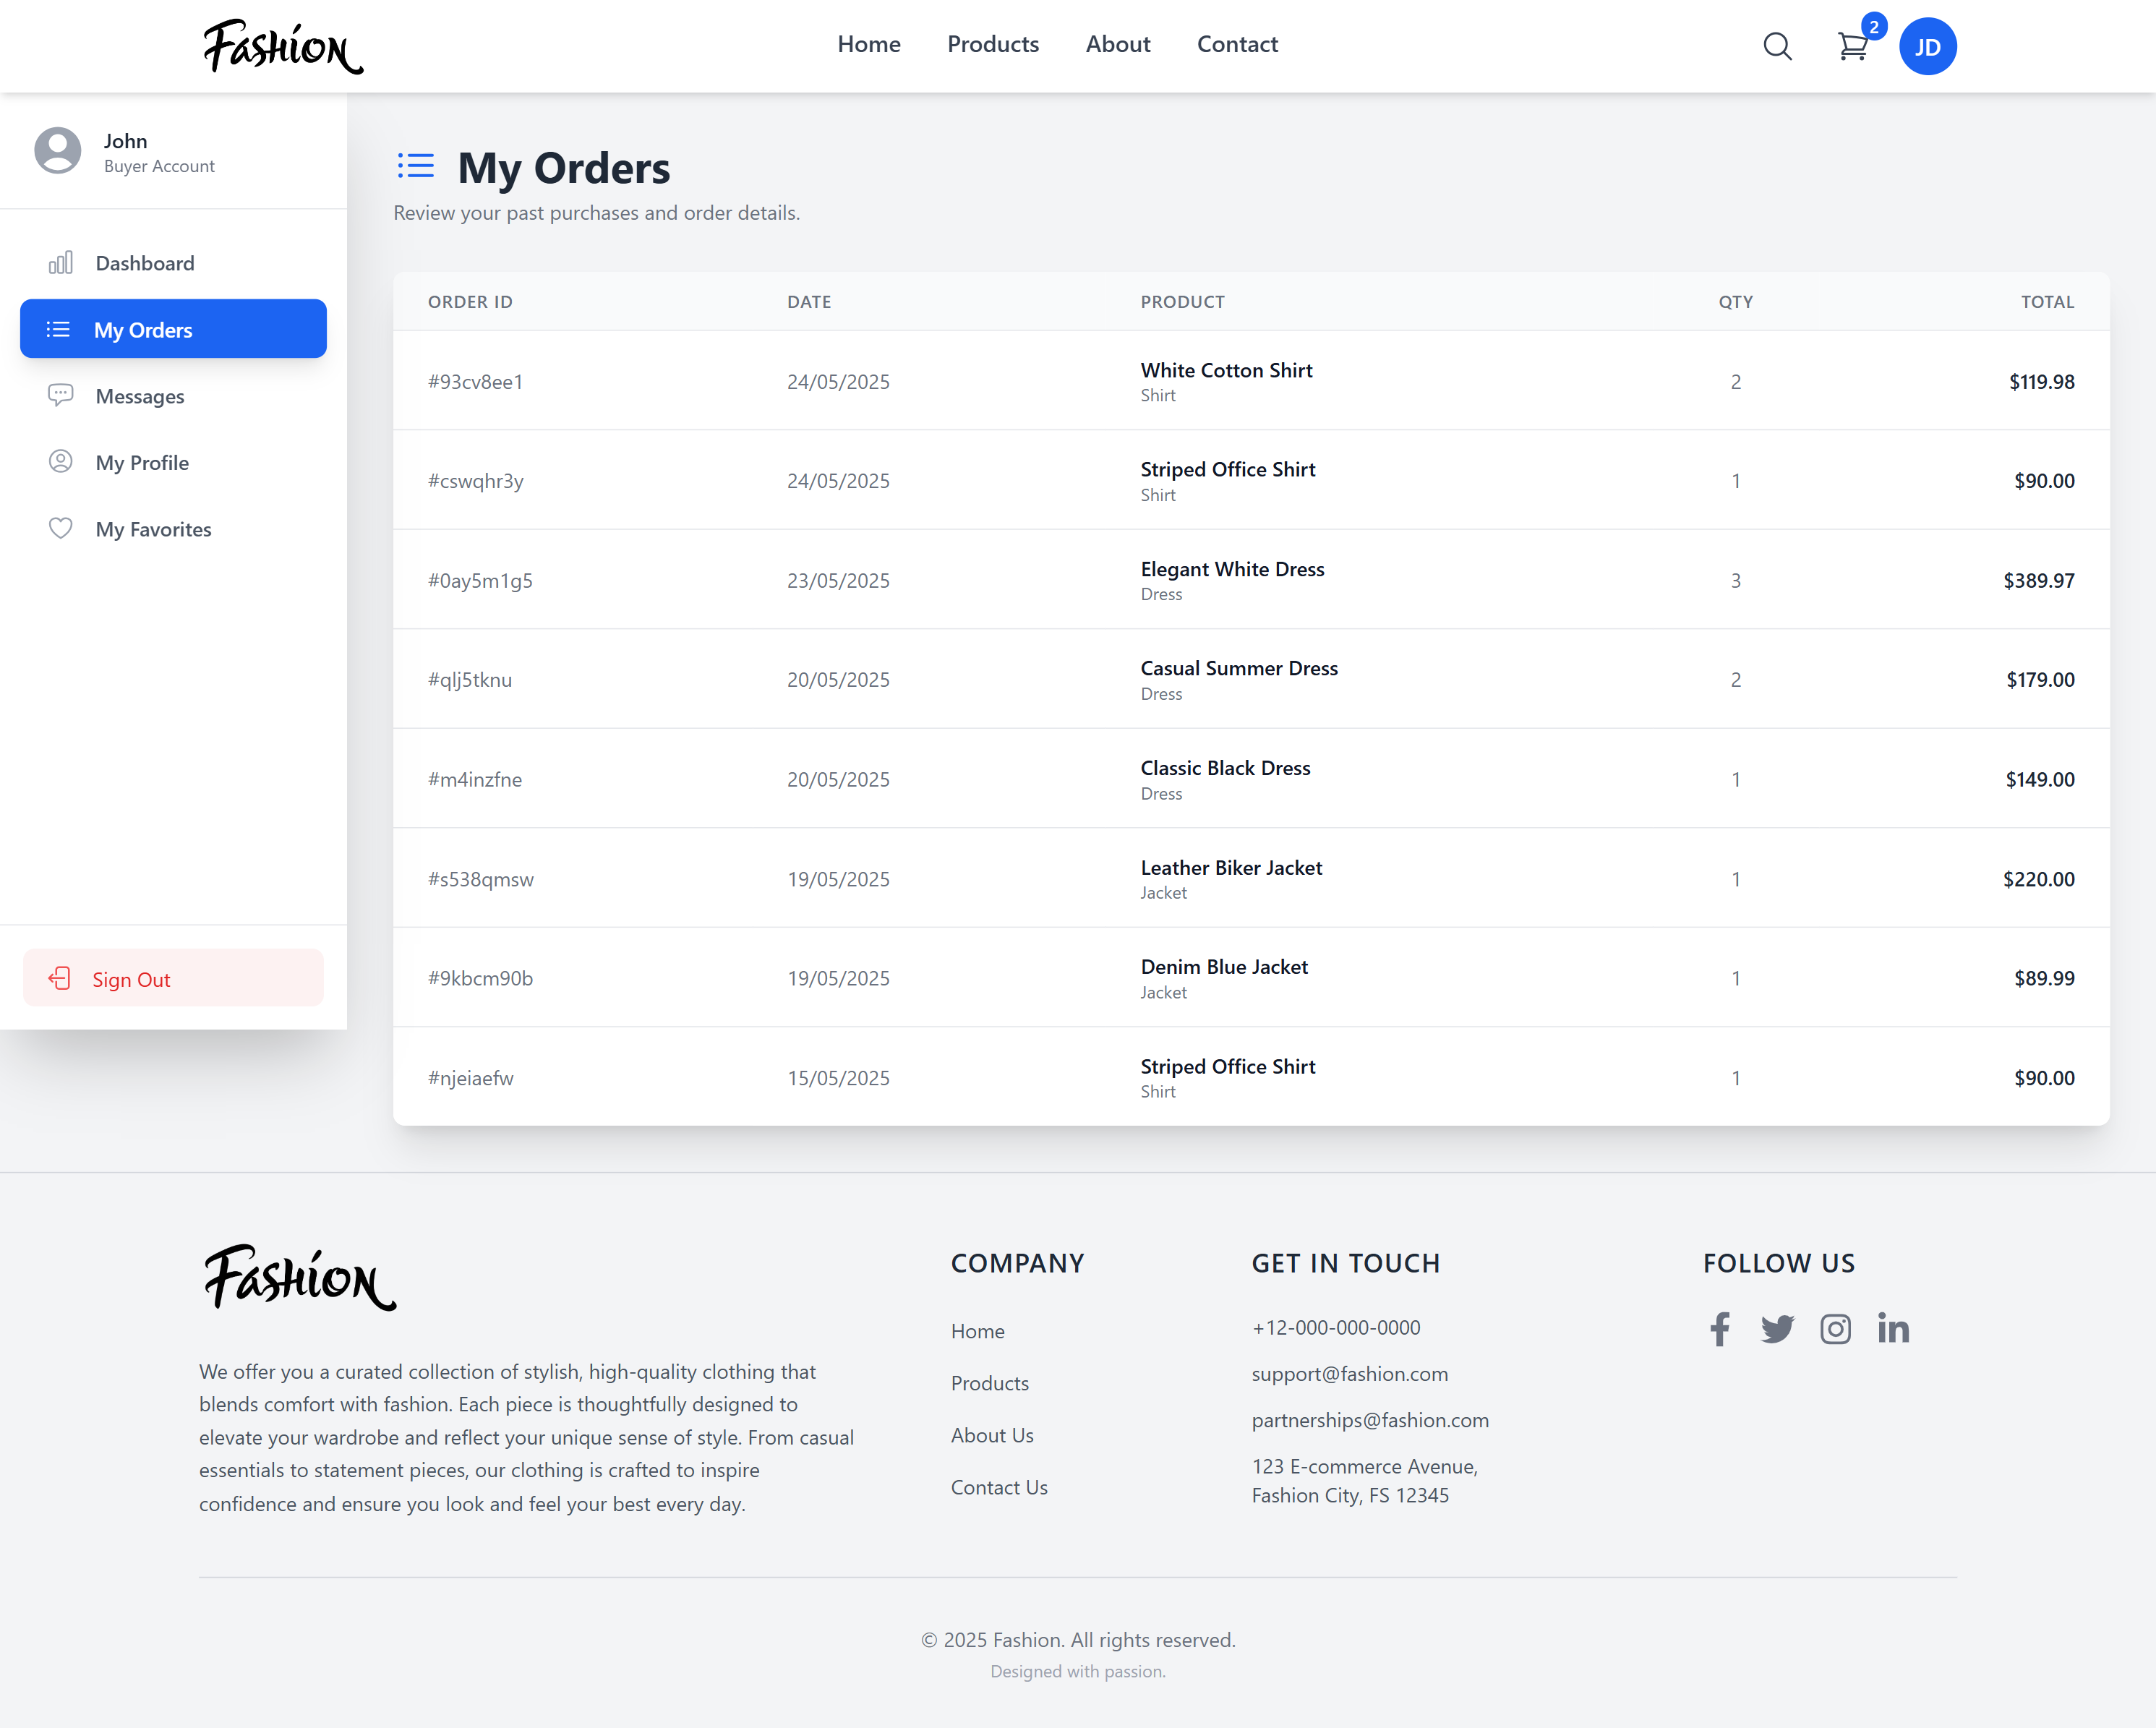 Fashion
Home Products About Contact
2
JD
John
Buyer Account
Dashboard
My Orders
Messages
My Profile
My Favorites
Sign Out
My Orders
Review your past purchases and order details.
ORDER ID DATE PRODUCT QTY TOTAL
#93cv8ee1 24/05/2025 White Cotton Shirt 2 $119.98
Shirt
#cswqhr3y 24/05/2025 Striped Office Shirt 1 $90.00
Shirt
#0ay5m1g5 23/05/2025 Elegant White Dress 3 $389.97
Dress
#qlj5tknu 20/05/2025 Casual Summer Dress 2 $179.00
Dress
#m4inzfne 20/05/2025 Classic Black Dress 1 $149.00
Dress
#s538qmsw 19/05/2025 Leather Biker Jacket 1 $220.00
Jacket
#9kbcm90b 19/05/2025 Denim Blue Jacket 1 $89.99
Jacket
#njeiaefw 15/05/2025 Striped Office Shirt 1 $90.00
Shirt
Fashion
We offer you a curated collection of stylish, high-quality clothing that
blends comfort with fashion. Each piece is thoughtfully designed to
elevate your wardrobe and reflect your unique sense of style. From casual
essentials to statement pieces, our clothing is crafted to inspire
confidence and ensure you look and feel your best every day.
COMPANY
Home
Products
About Us
Contact Us
GET IN TOUCH
+12-000-000-0000
support@fashion.com
partnerships@fashion.com
123 E-commerce Avenue,
Fashion City, FS 12345
FOLLOW US
© 2025 Fashion. All rights reserved.
Designed with passion.